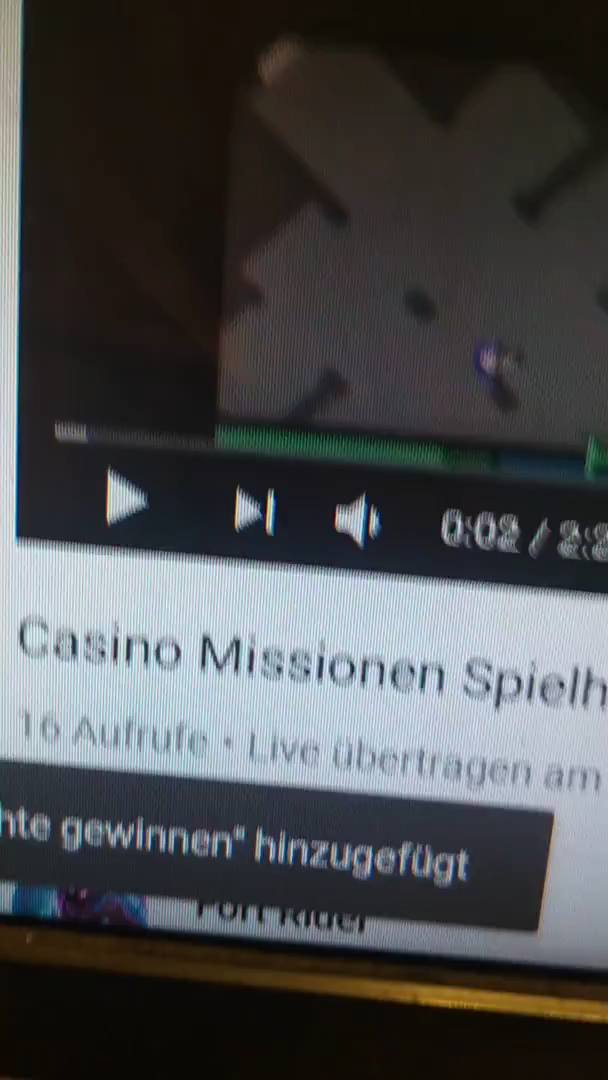 0:02 / 2:2
Casino Missionen Spielh
16 Aufrufe • Live übertragen am
hte gewinnen" hinzugefügt